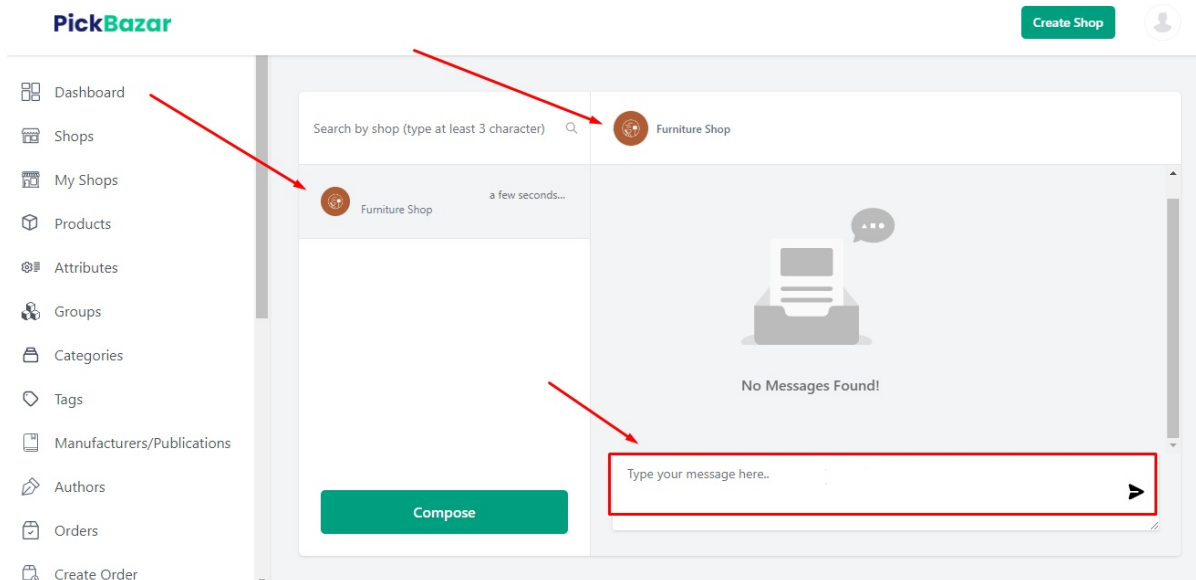 PickBazar
Create Shop
Dashboard
Shops
My Shops
Products
Attributes
Groups
Categories
Tags
Manufacturers/Publications
Authors
Orders
Create Order
Search by shop (type at least 3 character)
Furniture Shop
a few seconds...
Compose
Furniture Shop
No Messages Found!
Type your message here..